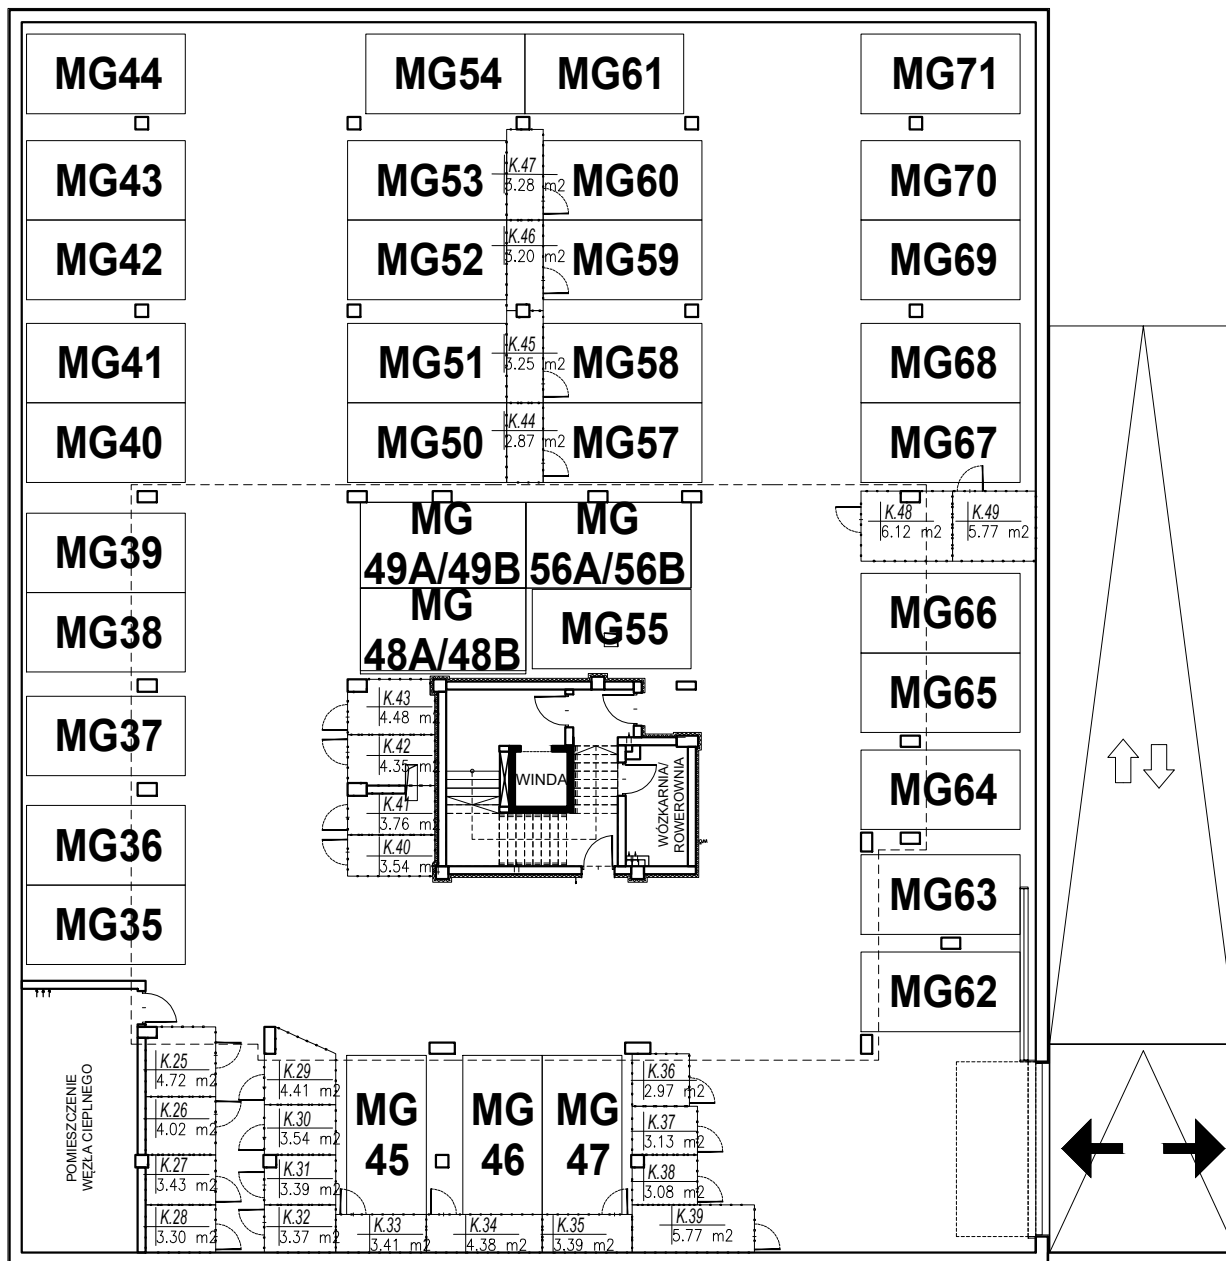 MG44
MG54
MG61
MG71
MG43
MG53
K.47
3.28 m2
MG60
MG70
MG42
MG52
K.46
3.20 m2
MG59
MG69
MG41
MG51
K.45
3.25 m2
MG58
MG68
MG40
MG50
K.44
2.87 m2
MG57
MG67
K.48
6.12 m2
K.49
5.77 m2
MG39
MG
49A/49B
MG
56A/56B
MG38
MG
48A/48B
MG55
MG66
MG65
MG37
K.43
4.48 m2
K.42
4.35 m2
K.41
3.76 m2
K.40
3.54 m2
WINDA
WÓZKARNIA/
ROWEROWNIA
MG64
MG36
MG35
MG63
MG62
POMIESZCZENIE
WĘZŁA CIEPLNEGO
K.25
4.72 m2
K.26
4.02 m2
K.27
3.43 m2
K.28
3.30 m2
K.29
4.41 m2
K.30
3.54 m2
K.31
3.39 m2
K.32
3.37 m2
MG
45
MG
46
MG
47
K.33
3.41 m2
K.34
4.38 m2
K.35
3.39 m2
K.36
2.97 m2
K.37
3.13 m2
K.38
3.08 m2
K.39
5.77 m2